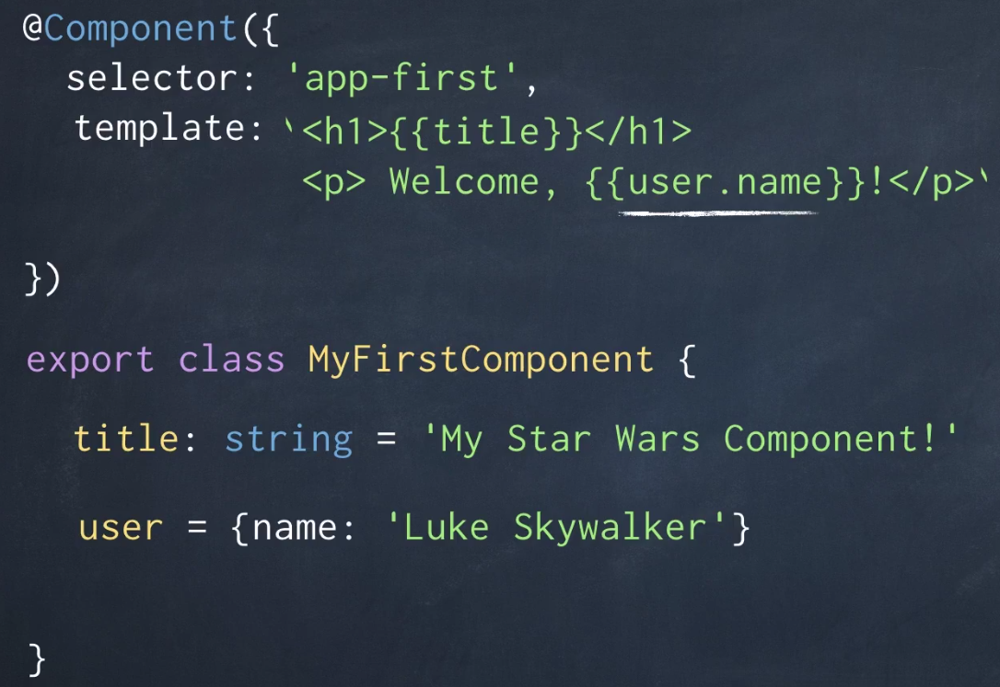 @Component({
selector: 'app-first',
template: `<h1>{{title}}</h1>
<p> Welcome, {{user.name}}!</p>`
})
export class MyFirstComponent {
title: string = 'My Star Wars Component!'
user = {name: 'Luke Skywalker'}
}